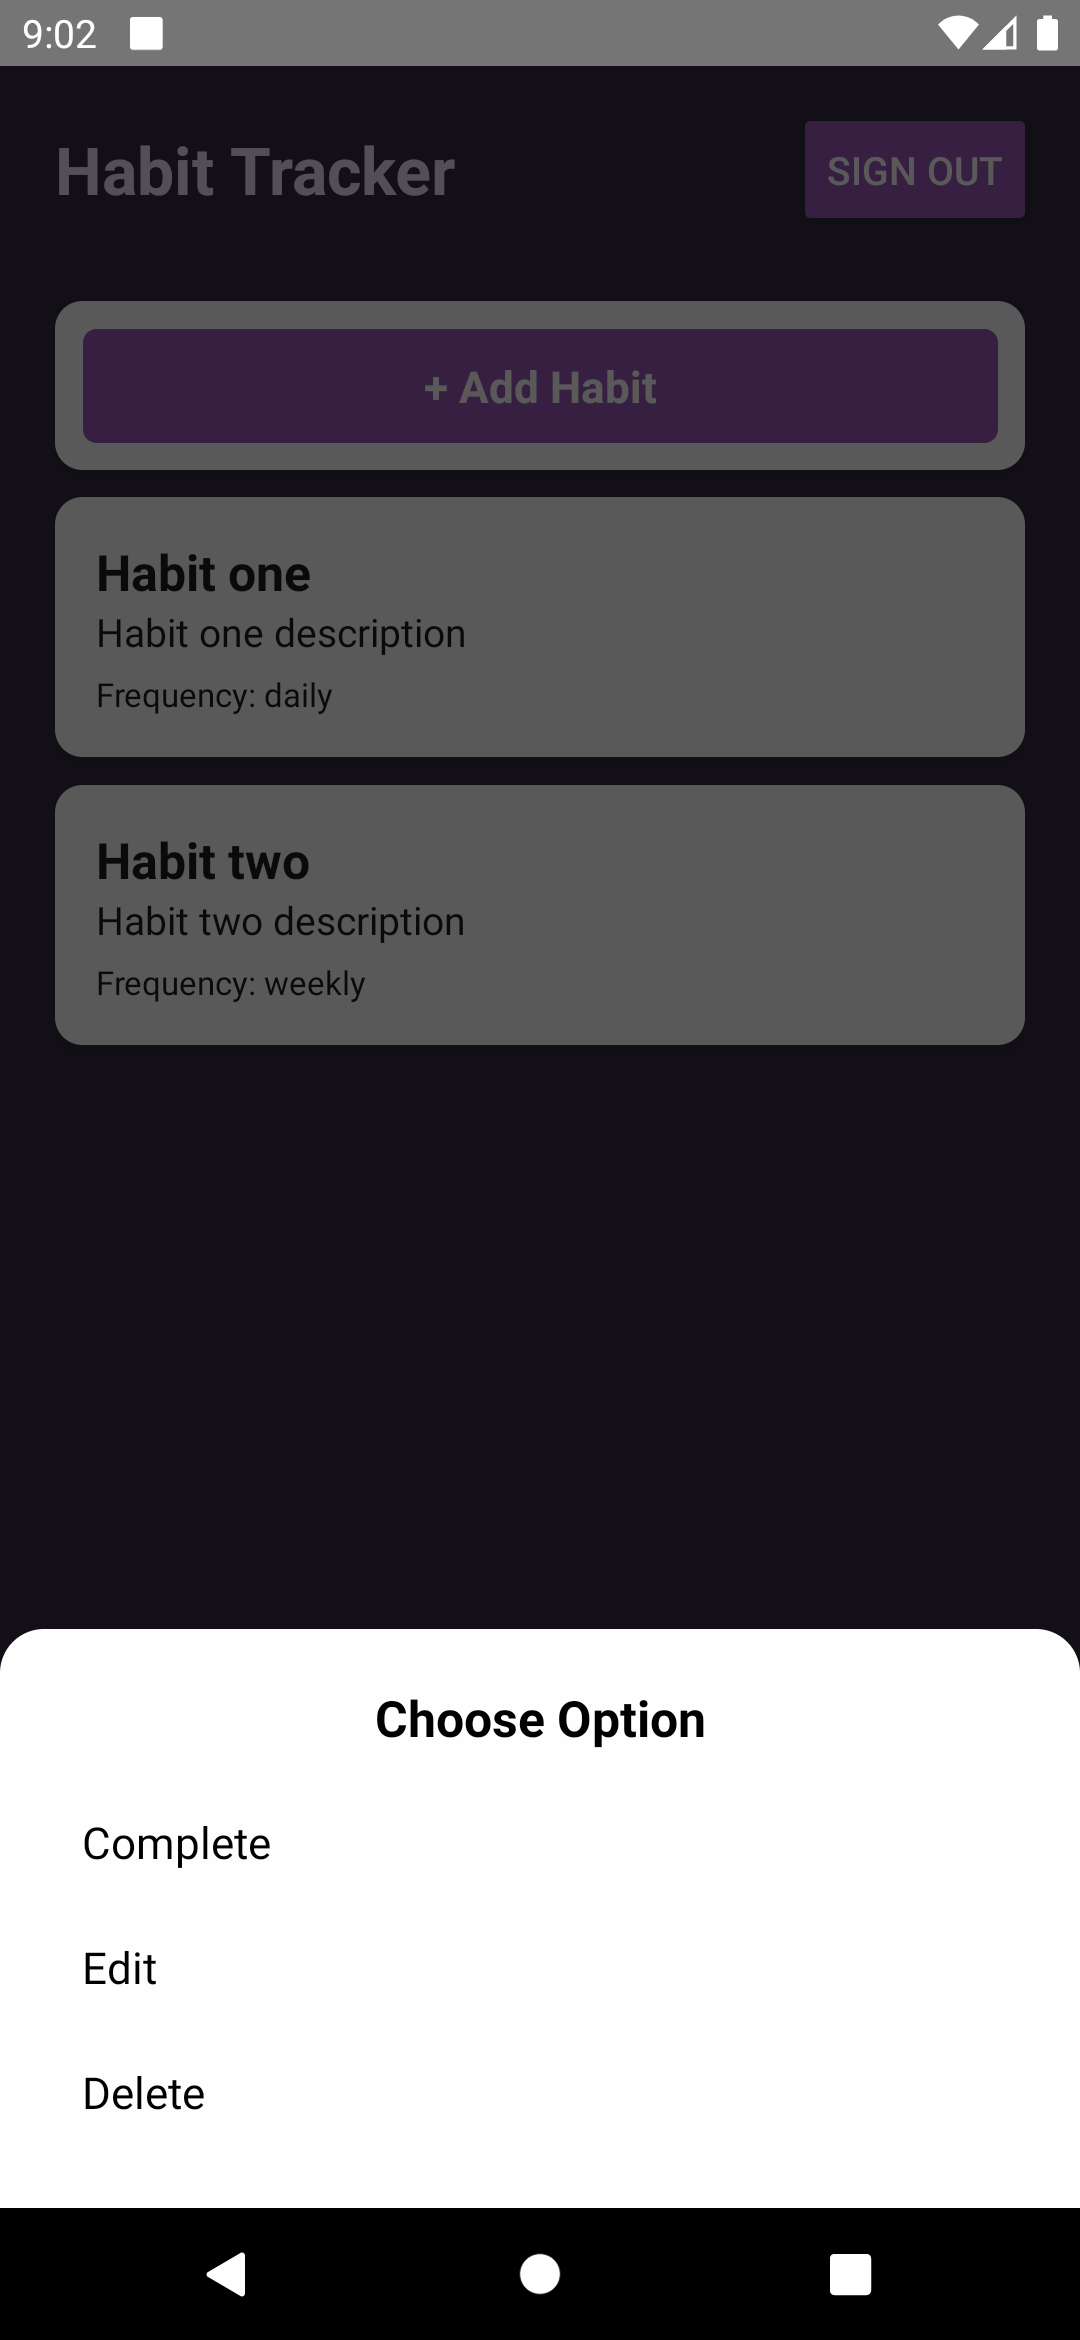 9:02
Habit Tracker
SIGN OUT
+ Add Habit
Habit one
Habit one description
Frequency: daily
Habit two
Habit two description
Frequency: weekly
Choose Option
Complete
Edit
Delete